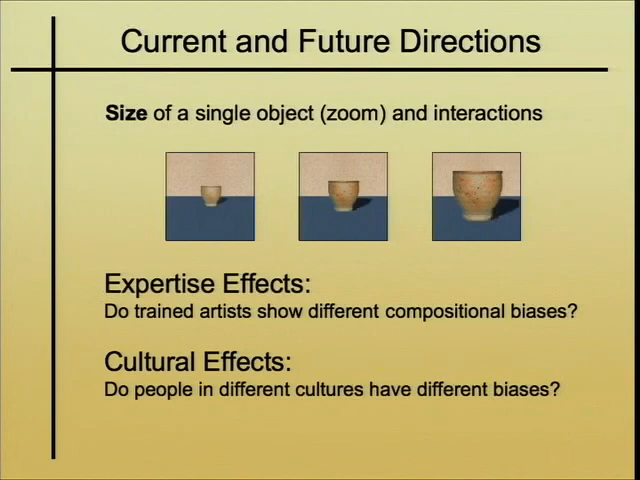 Current and Future Directions
Size of a single object (zoom) and interactions
Expertise Effects:
Do trained artists show different compositional biases?
Cultural Effects:
Do people in different cultures have different biases?